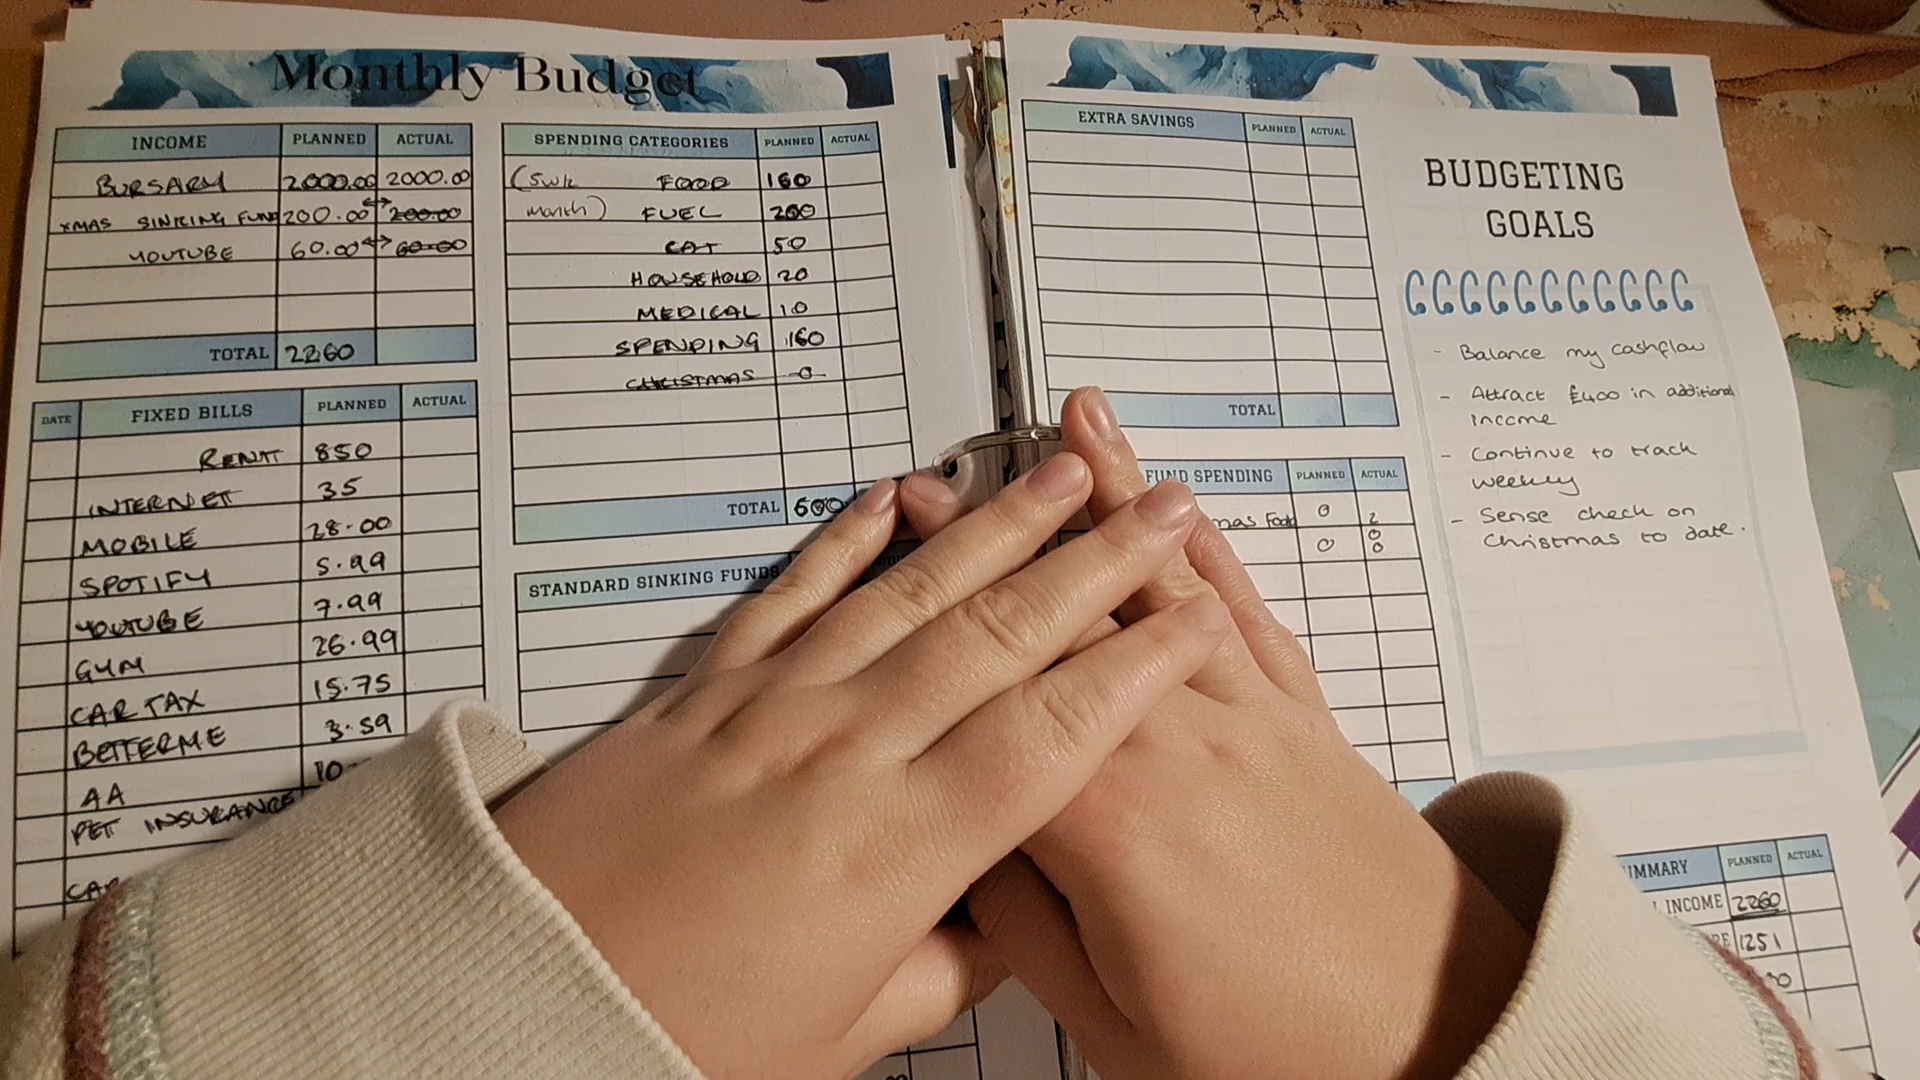 Monthly Budget
INCOME PLANNED ACTUAL
BURSARY 2000.00 2000.00
XMAS SINKING FUND 200.00 200.00
YOUTUBE 60.00 60.00
TOTAL 2260
DATE FIXED BILLS PLANNED ACTUAL
RENT 850
INTERNET 35
MOBILE 28.00
SPOTIFY 5.99
YOUTUBE 7.99
GYM 26.99
CAR TAX 15.75
BETTERME 3.59
AA 10
PET INSURANCE
SPENDING CATEGORIES PLANNED ACTUAL
(5wk FOOD 160
month) FUEL 200
CAT 50
HOUSEHOLD 20
MEDICAL 10
SPENDING 160
CHRISTMAS 0
TOTAL 600
STANDARD SINKING FUNDS
EXTRA SAVINGS PLANNED ACTUAL
TOTAL
FUND SPENDING PLANNED ACTUAL
Food 0 200
0
BUDGETING
GOALS
- Balance my cashflow
- Attract £400 in additional
income
- Continue to track
weekly
- Sense check on
Christmas to date.
PLANNED ACTUAL
INCOME 2260
1251